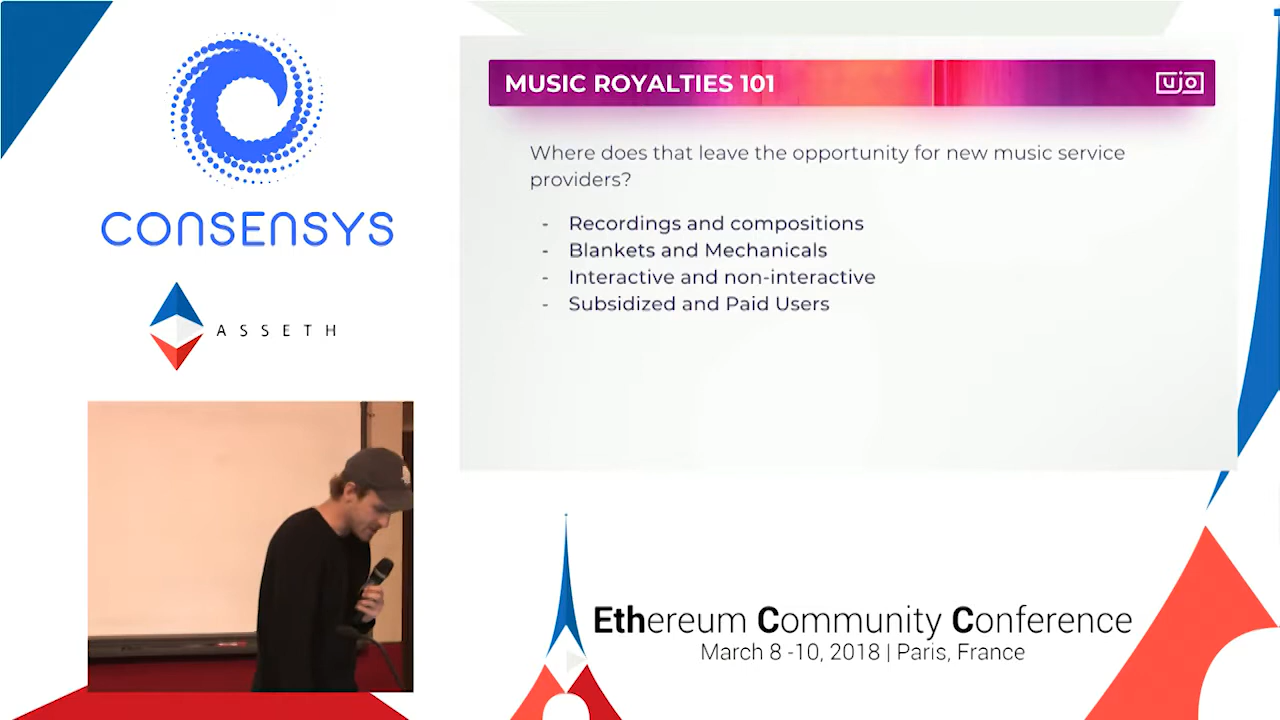 CONSENSYS
ASSETH
MUSIC ROYALTIES 101
ujo
Where does that leave the opportunity for new music service
providers?
- Recordings and compositions
- Blankets and Mechanicals
- Interactive and non-interactive
- Subsidized and Paid Users
Ethereum Community Conference
March 8 -10, 2018 | Paris, France